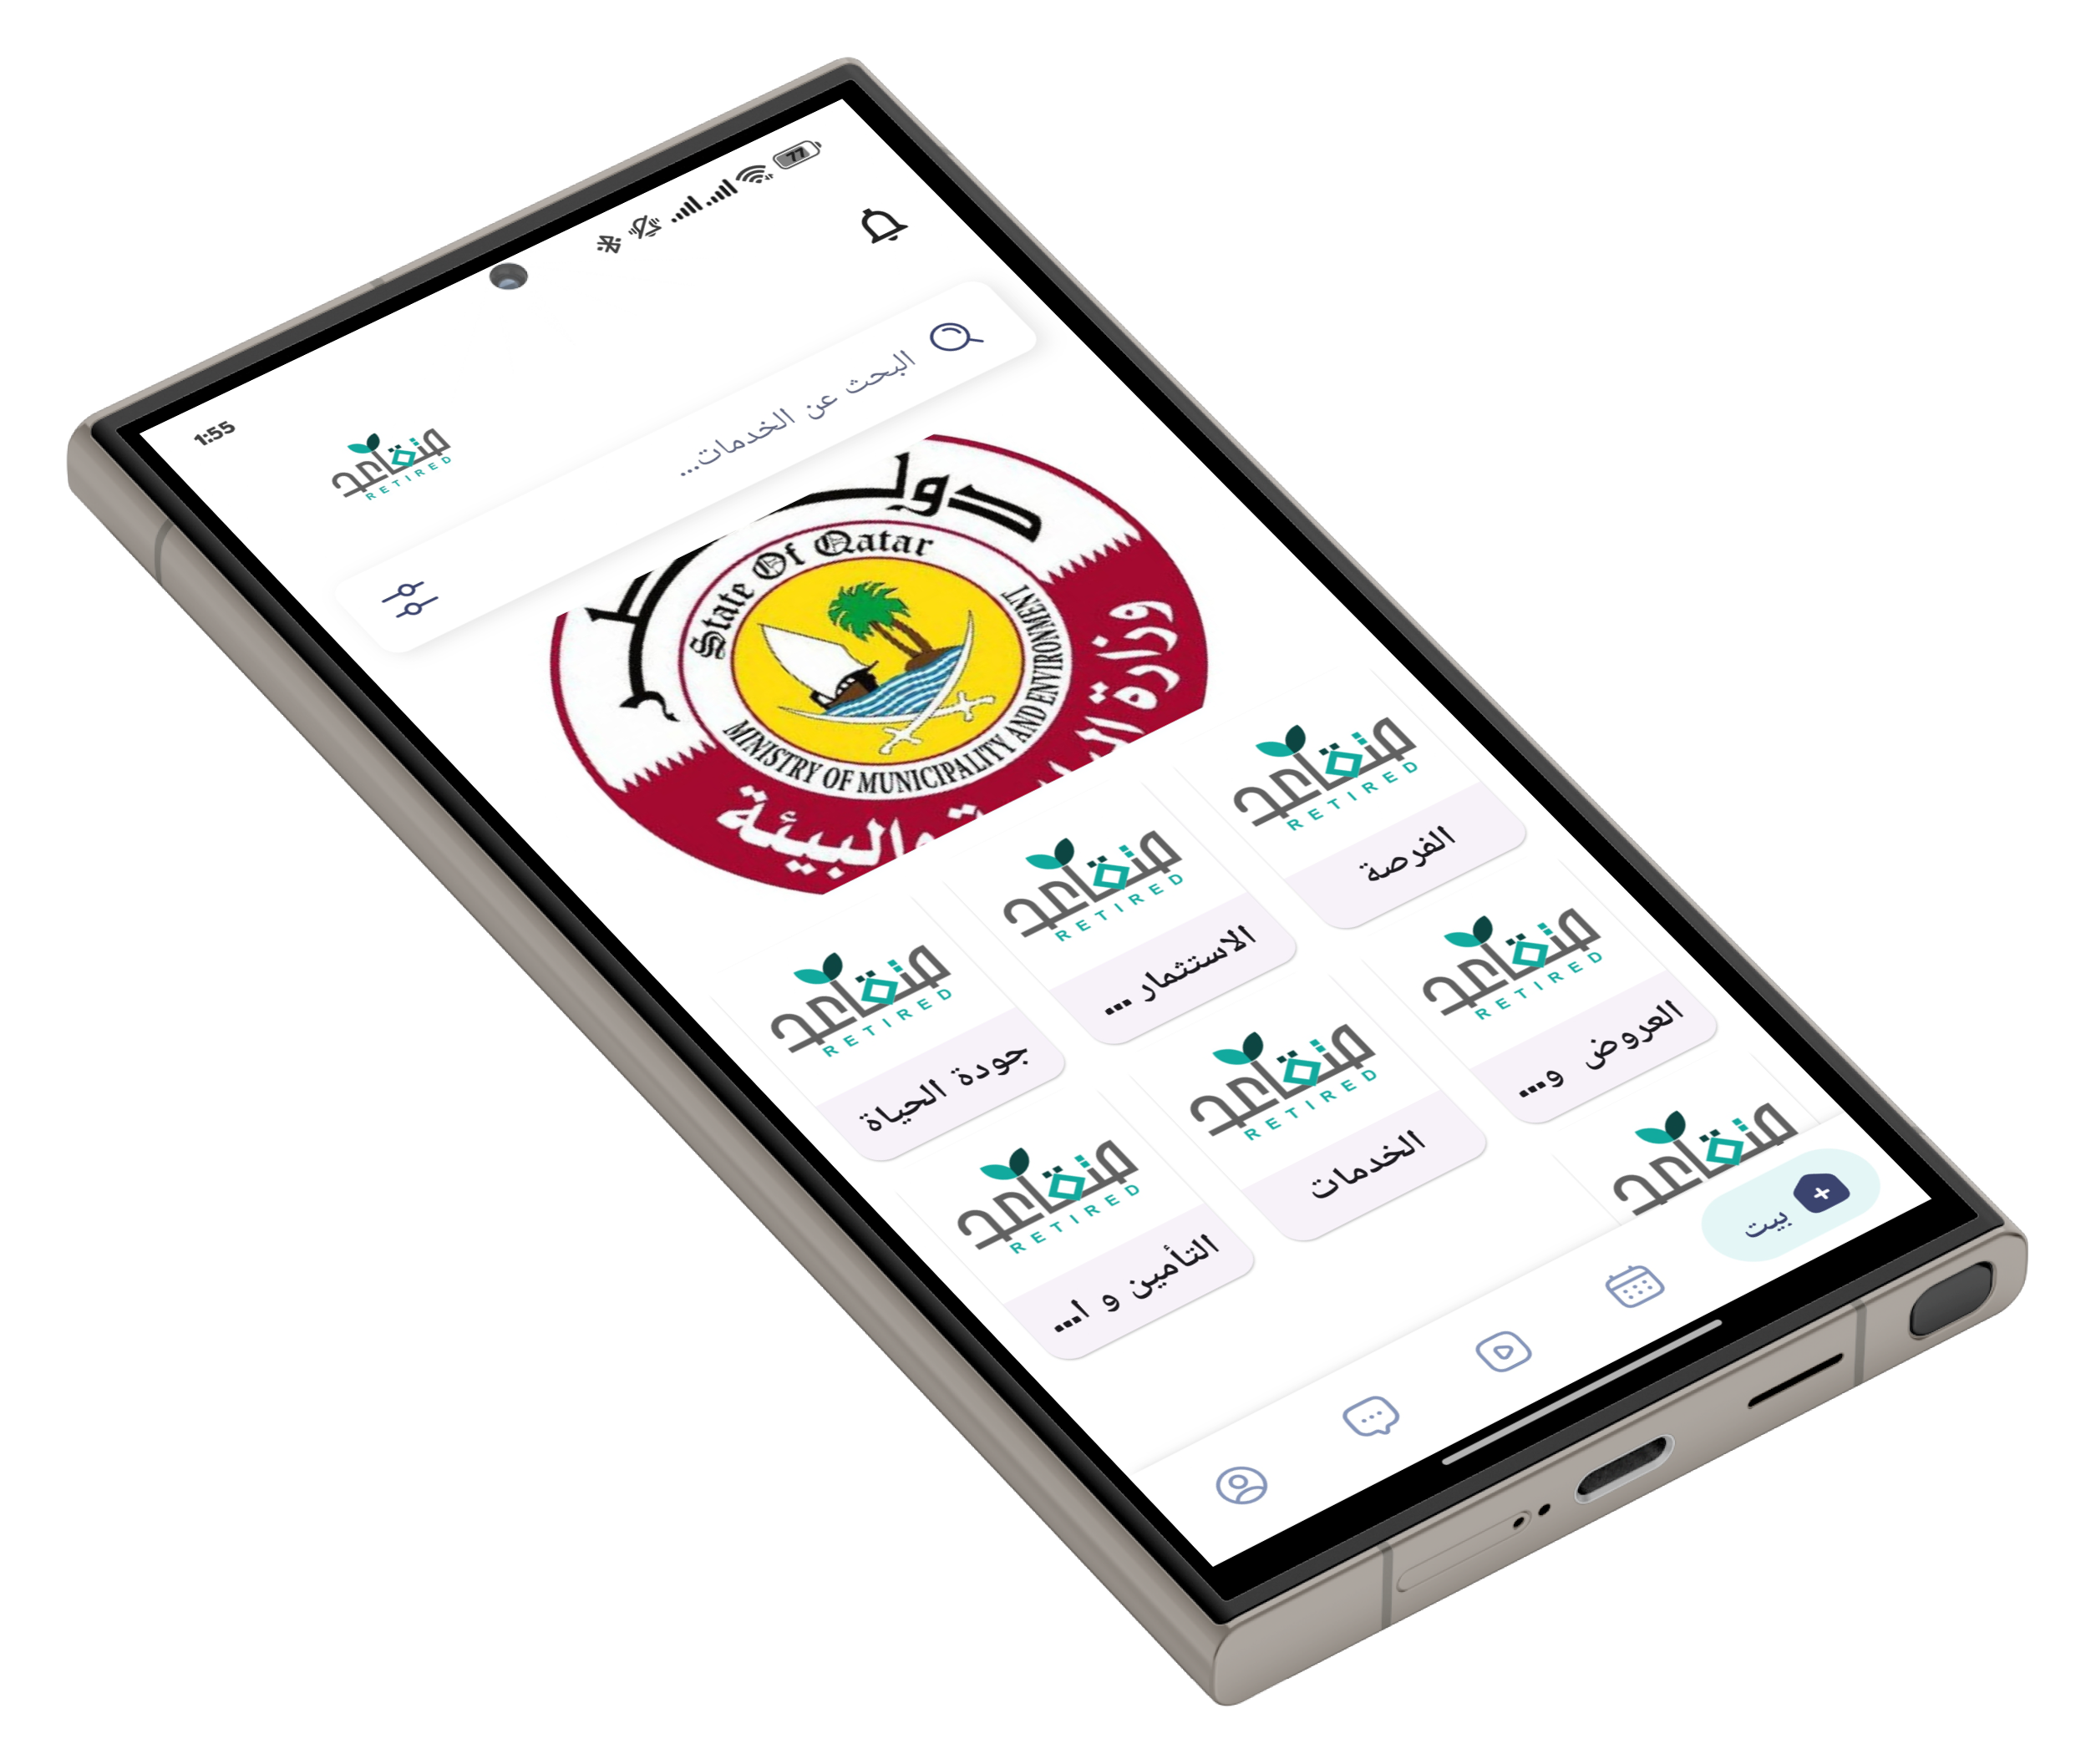 1:55
77
متقاعد
RETIRED
البحث عن الخدمات...
دولة قطر
State Of Qatar
MINISTRY OF MUNICIPALITY AND ENVIRONMENT
وزارة
والبيئة
متقاعد
RETIRED
الفرصة
متقاعد
RETIRED
الاستثمار ...
متقاعد
RETIRED
جودة الحياة
متقاعد
RETIRED
العروض و...
متقاعد
RETIRED
الخدمات
متقاعد
RETIRED
التأمين و ا...
متقاعد
بيت